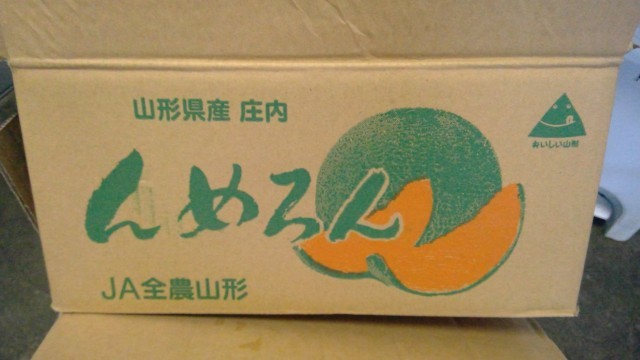 山形県産 庄内
おいしい山形
んめろん
JA全農山形